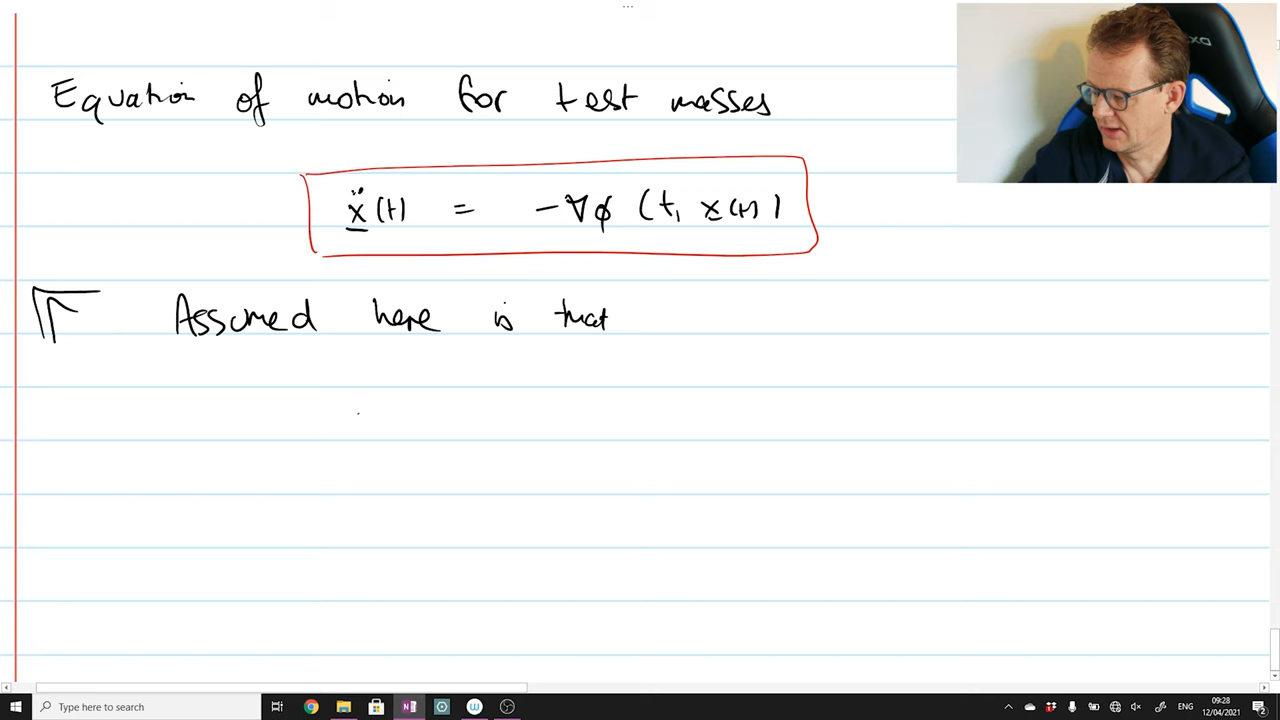 Equation of motion for test masses
ẍ(t) = -∇ϕ (t, x(t))
Assumed here is that
Type here to search
09:28
ENG
12/04/2021
2